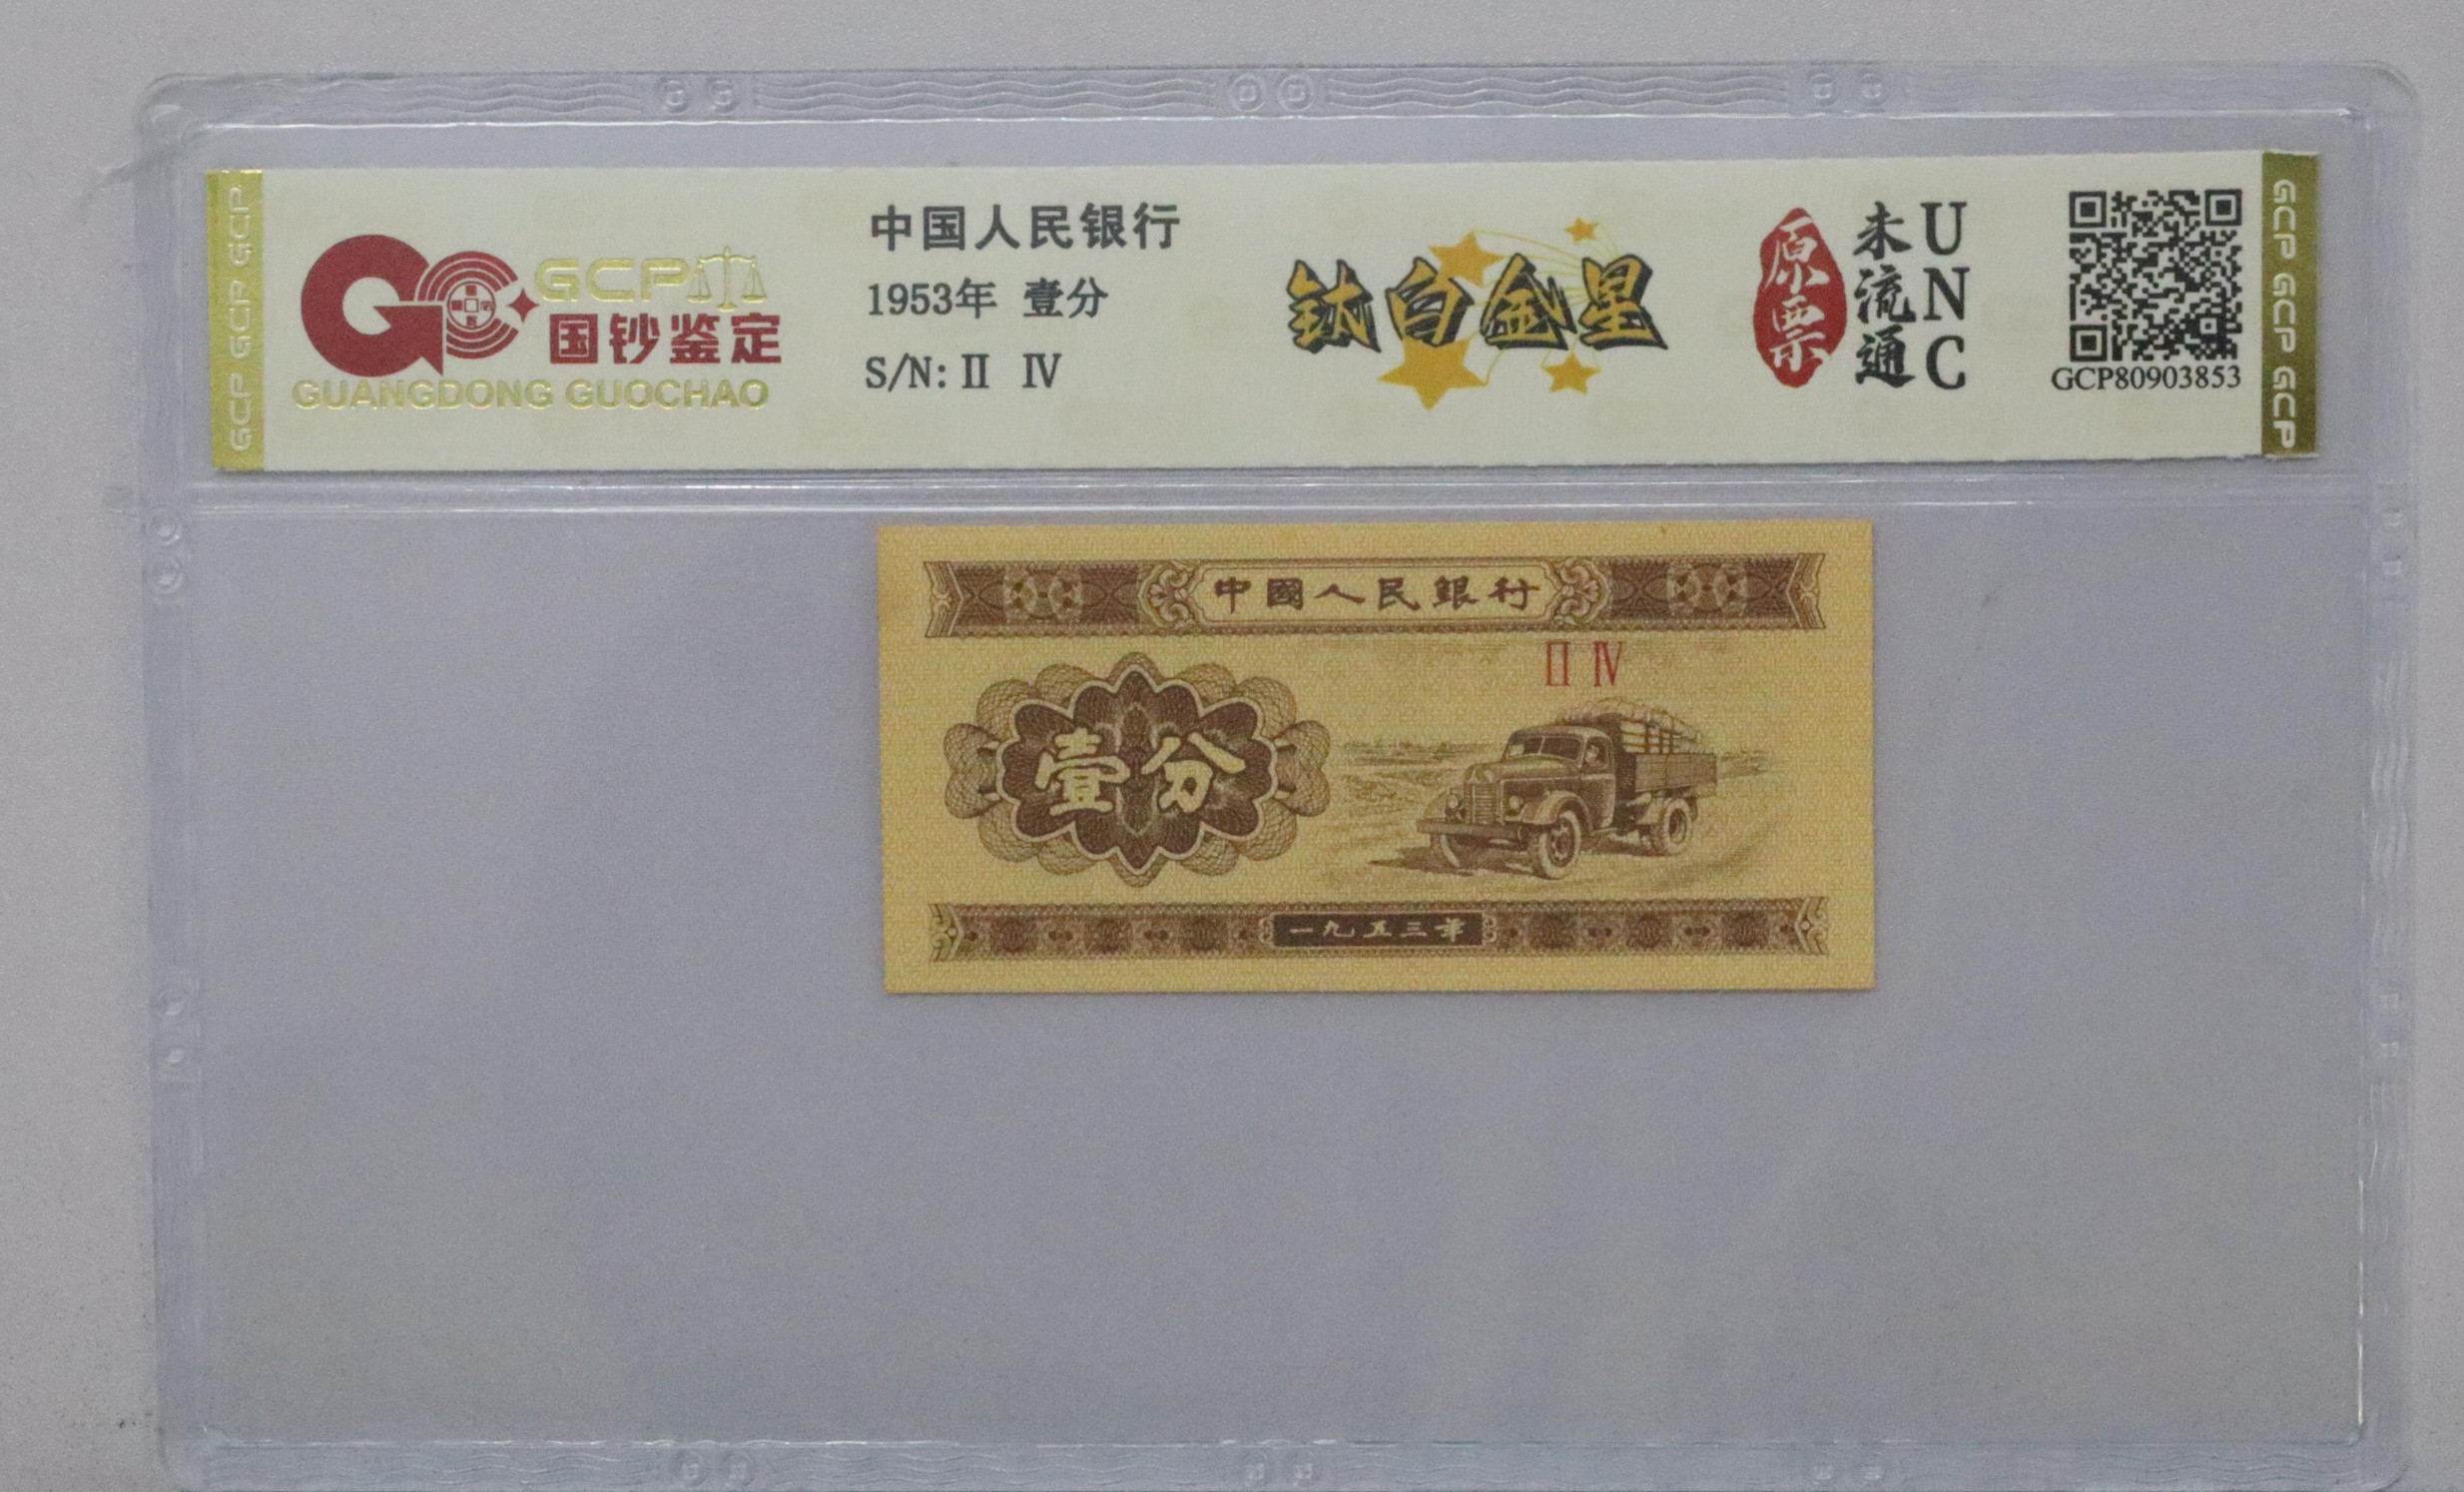 GCP GCP GCP
GCP
国钞鉴定
GUANGDONG GUOCHAO
中国人民银行
1953年 壹分
S/N: Ⅱ Ⅳ
钛白金星
原票
未流通
UNC
GCP80903853
GCP GCP GCP
中國人民銀行
Ⅱ Ⅳ
壹分
一九五三年